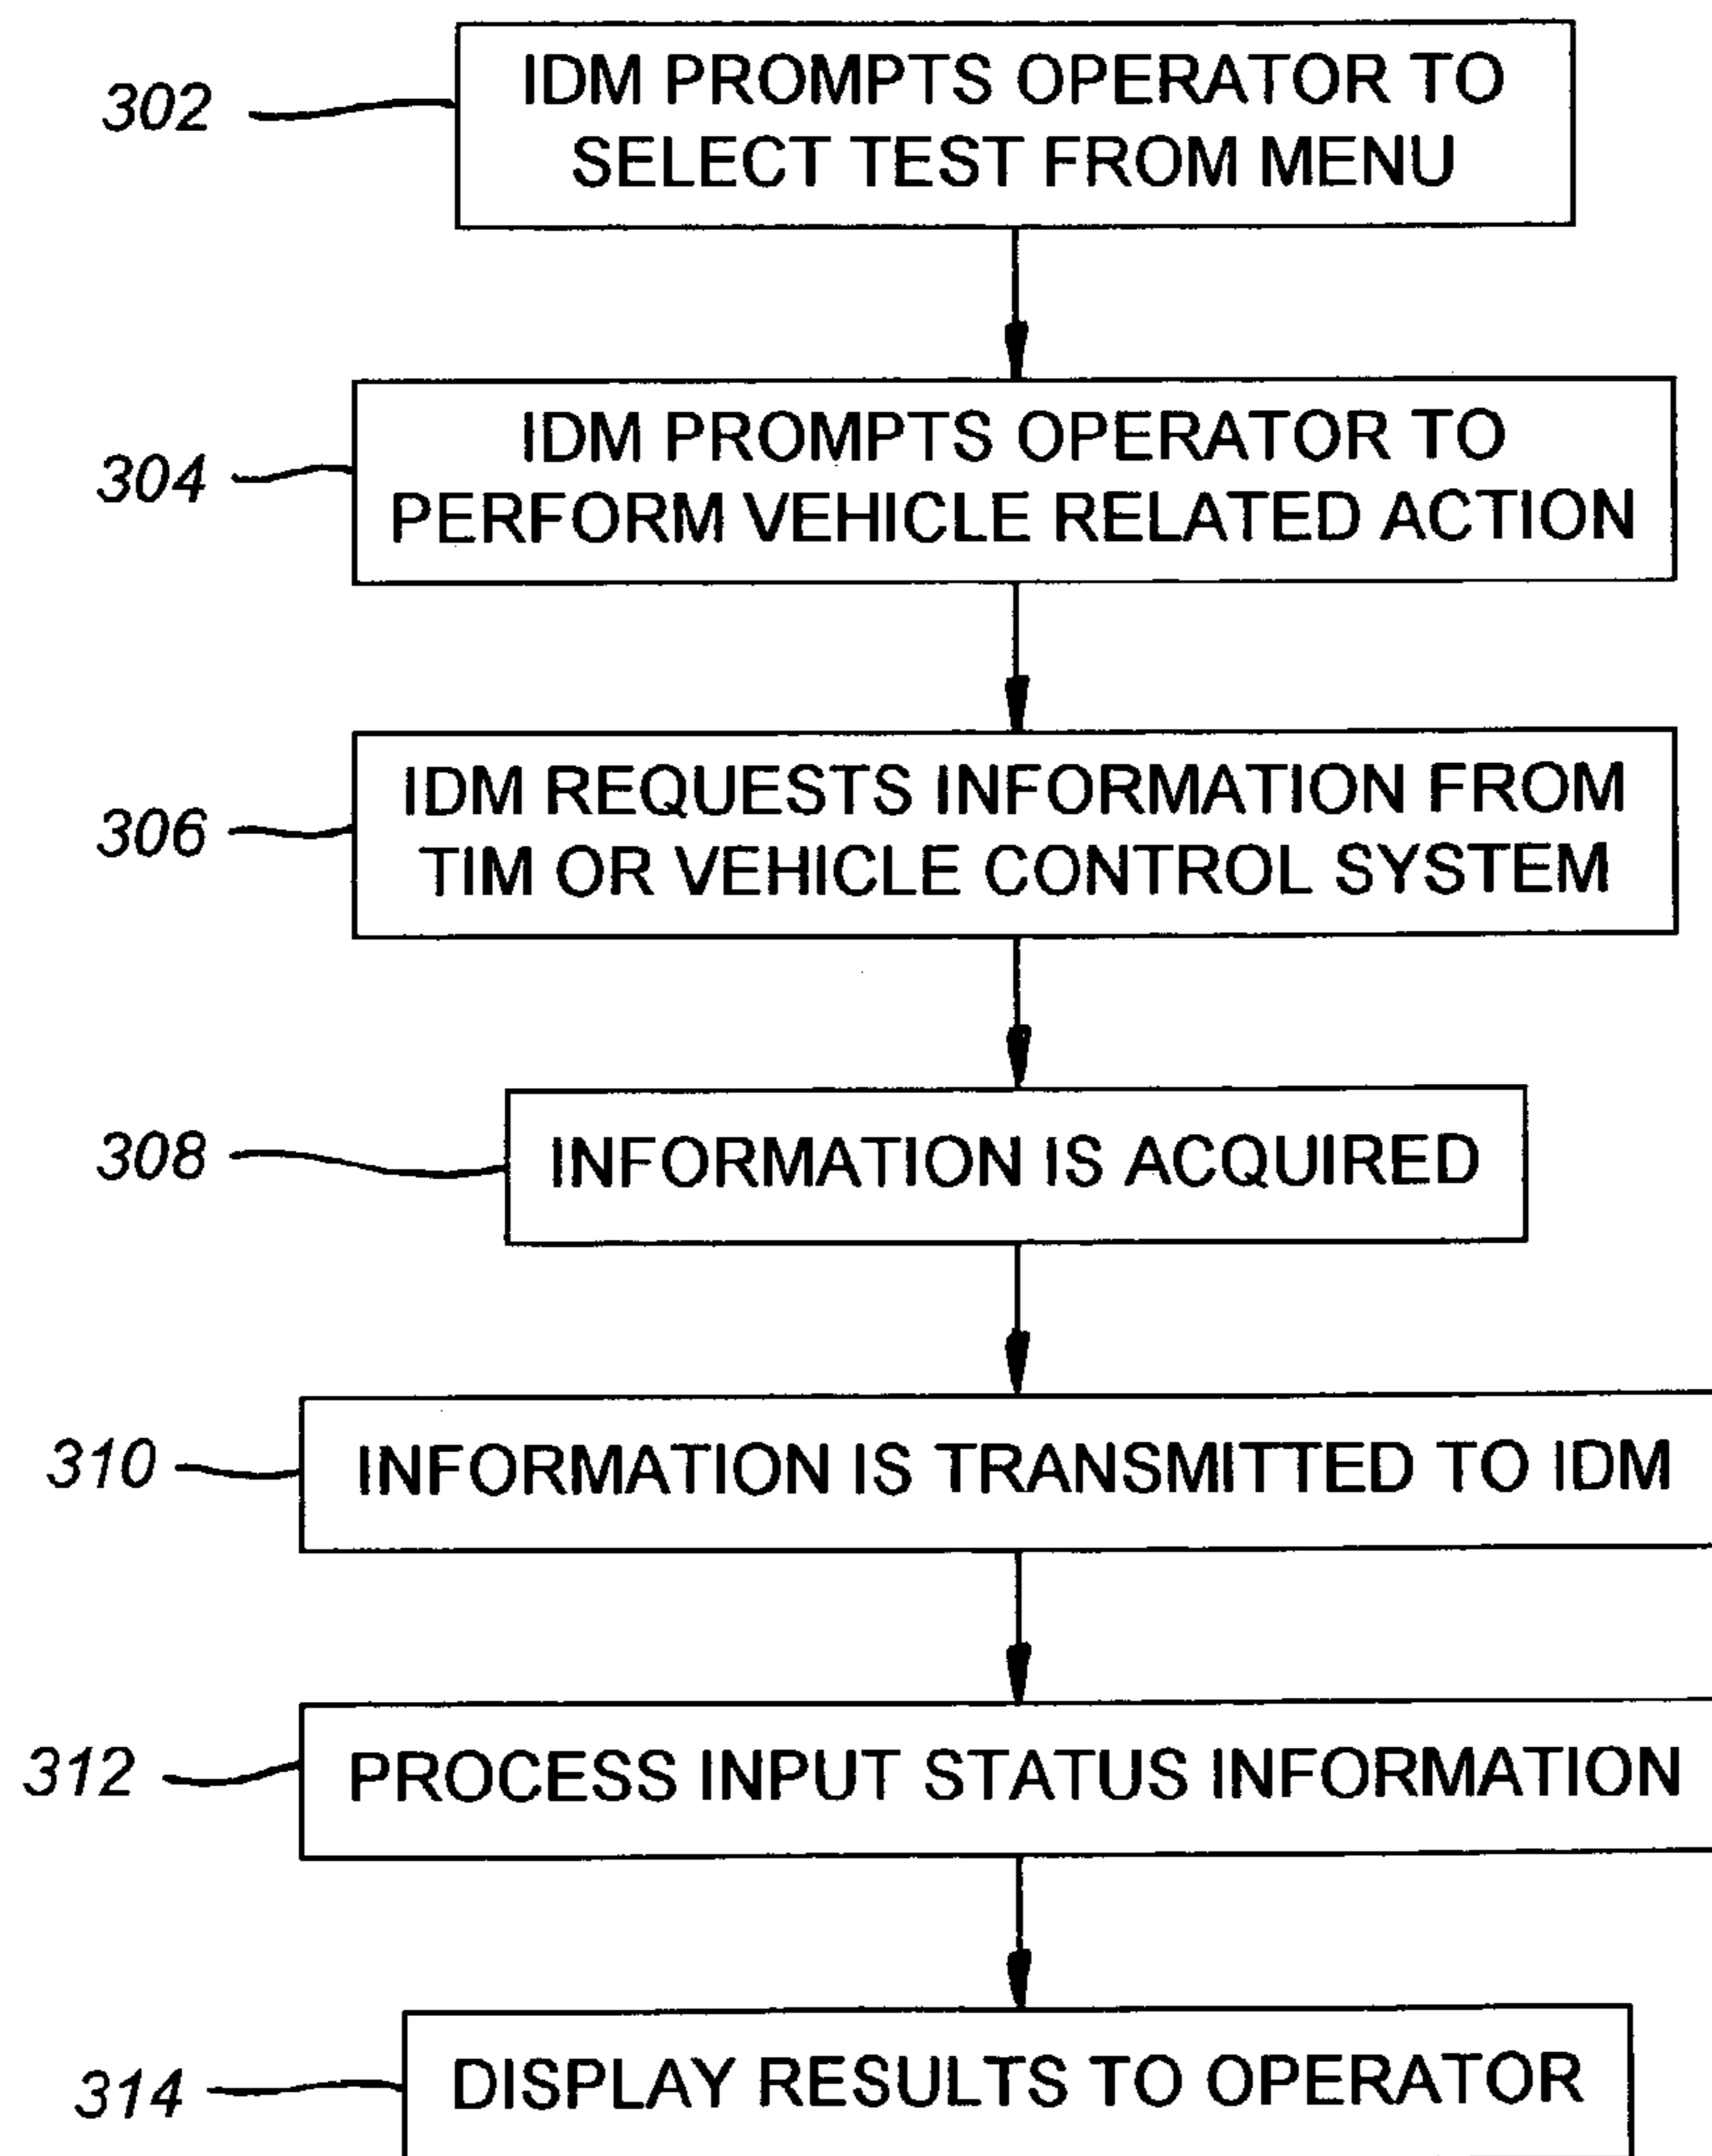 302
IDM PROMPTS OPERATOR TO
SELECT TEST FROM MENU
304
IDM PROMPTS OPERATOR TO
PERFORM VEHICLE RELATED ACTION
306
IDM REQUESTS INFORMATION FROM
TIM OR VEHICLE CONTROL SYSTEM
308
INFORMATION IS ACQUIRED
310
INFORMATION IS TRANSMITTED TO IDM
312
PROCESS INPUT STATUS INFORMATION
314
DISPLAY RESULTS TO OPERATOR